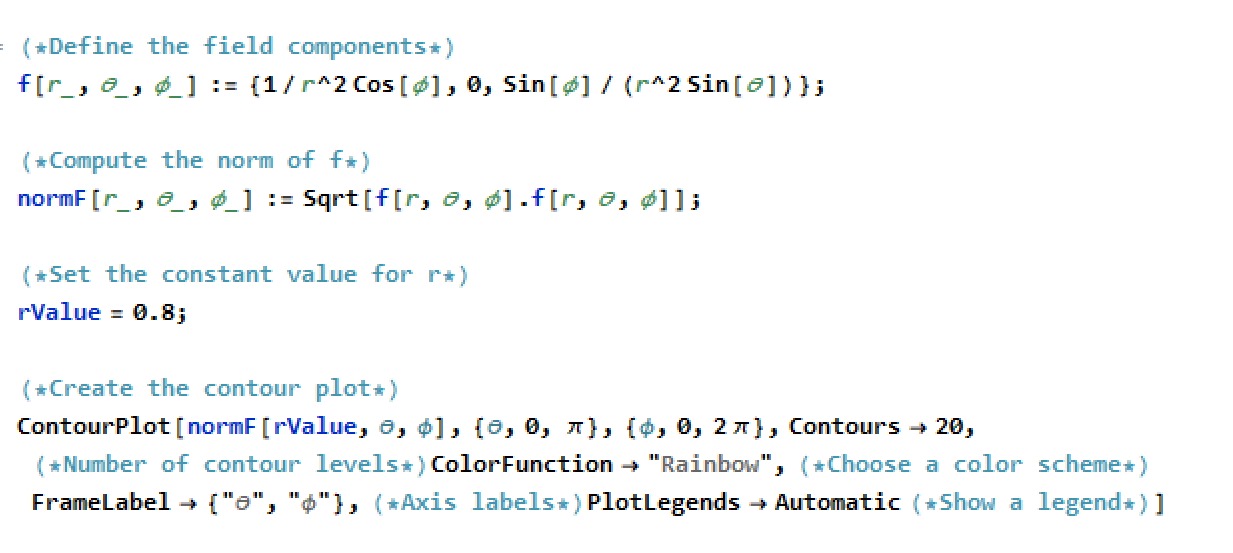 (*Define the field components*)
f[r_, θ_, ϕ_] := {1/r^2 Cos[ϕ], 0, Sin[ϕ] / (r^2 Sin[θ])};
(*Compute the norm of f*)
normF[r_, θ_, ϕ_] := Sqrt[f[r, θ, ϕ].f[r, θ, ϕ]];
(*Set the constant value for r*)
rValue = 0.8;
(*Create the contour plot*)
ContourPlot[normF[rValue, θ, ϕ], {θ, 0, π}, {ϕ, 0, 2 π}, Contours → 20,
(*Number of contour levels*)ColorFunction → "Rainbow", (*Choose a color scheme*)
FrameLabel → {"θ", "ϕ"}, (*Axis labels*)PlotLegends → Automatic (*Show a legend*)]